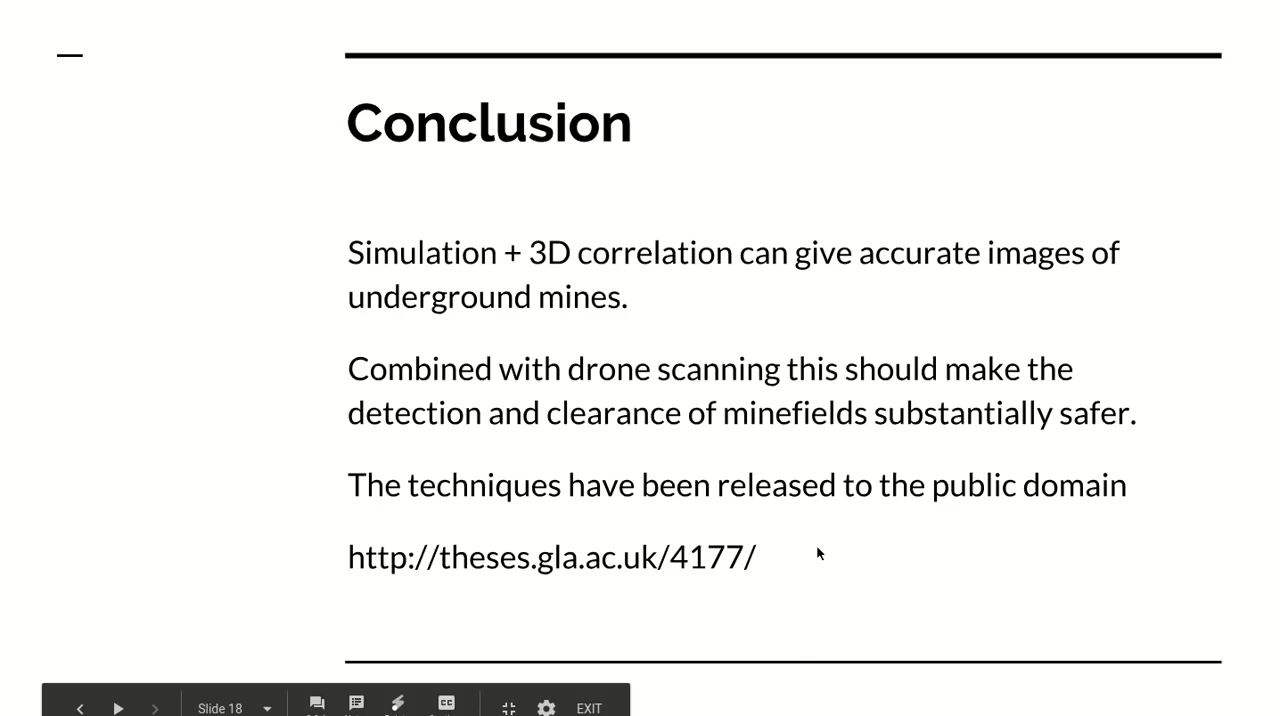 Conclusion
Simulation + 3D correlation can give accurate images of
underground mines.
Combined with drone scanning this should make the
detection and clearance of minefields substantially safer.
The techniques have been released to the public domain
http://theses.gla.ac.uk/4177/
Slide 18
CC
EXIT